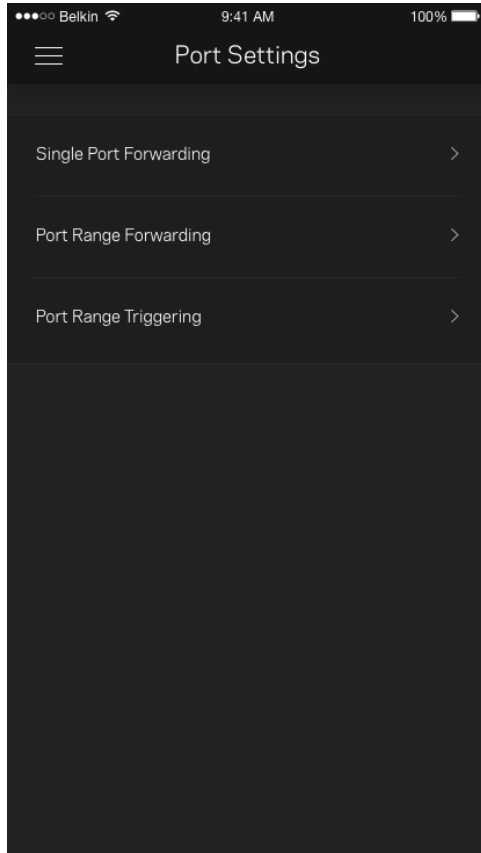 Belkin 9:41 AM 100%
Port Settings
Single Port Forwarding
Port Range Forwarding
Port Range Triggering